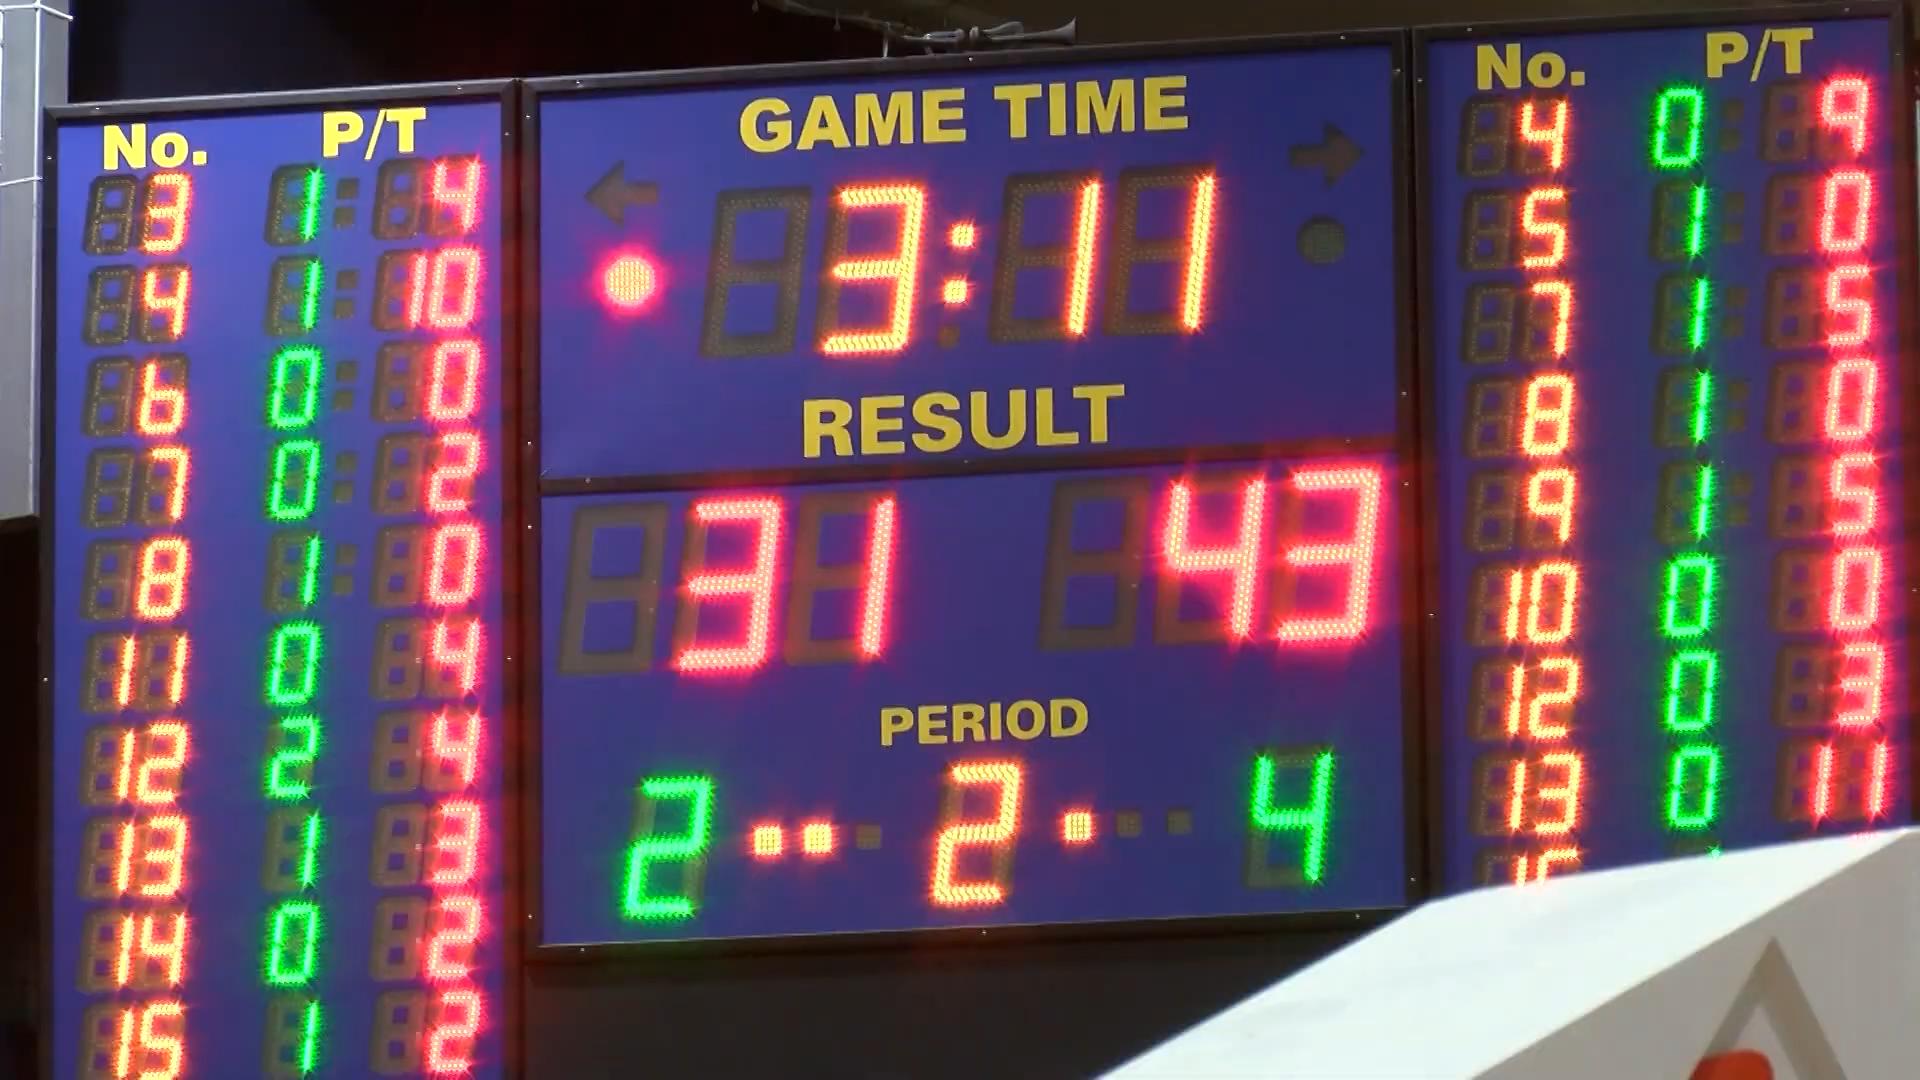 No. P/T
3 1 4
4 1 10
6 0 0
7 0 2
8 1 0
11 0 4
12 2 4
13 1 3
14 0 2
15 1 2
GAME TIME
3:11
RESULT
31 43
PERIOD
2 2 4
No. P/T
4 0 9
5 1 0
7 1 5
8 1 0
9 1 5
10 0 0
12 0 3
13 0 11